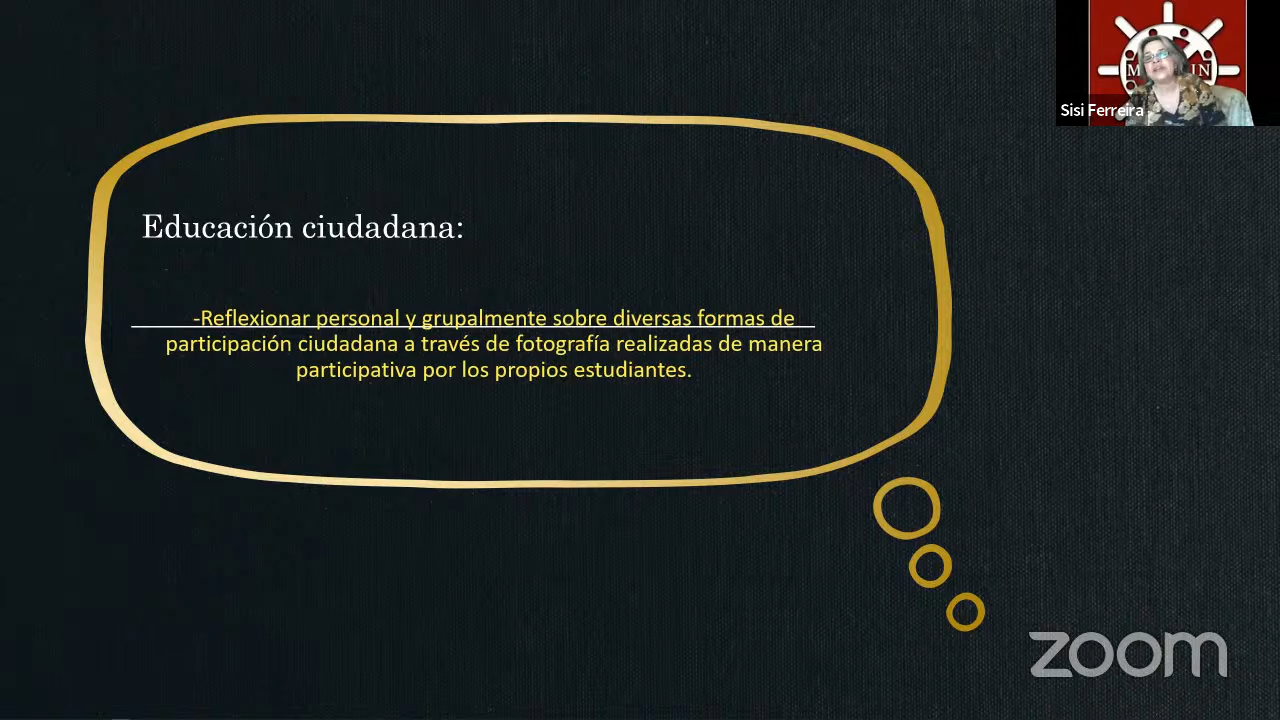 Sisi Ferreira
Educación ciudadana:
-Reflexionar personal y grupalmente sobre diversas formas de
participación ciudadana a través de fotografía realizadas de manera
participativa por los propios estudiantes.
zoom